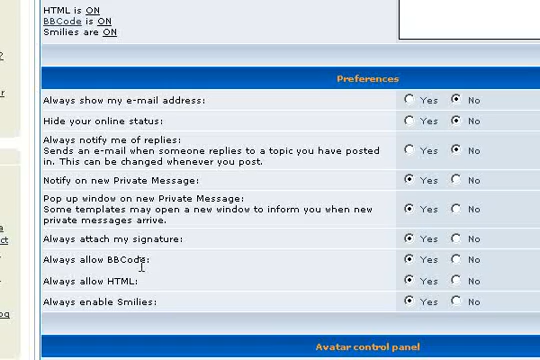 HTML is ON
BBCode is ON
Smilies are ON
Preferences
Always show my e-mail address: Yes No
Hide your online status: Yes No
Always notify me of replies:
Sends an e-mail when someone replies to a topic you have posted
in. This can be changed whenever you post. Yes No
Notify on new Private Message: Yes No
Pop up window on new Private Message:
Some templates may open a new window to inform you when new
private messages arrive. Yes No
Always attach my signature: Yes No
Always allow BBCode: Yes No
Always allow HTML: Yes No
Always enable Smilies: Yes No
Avatar control panel